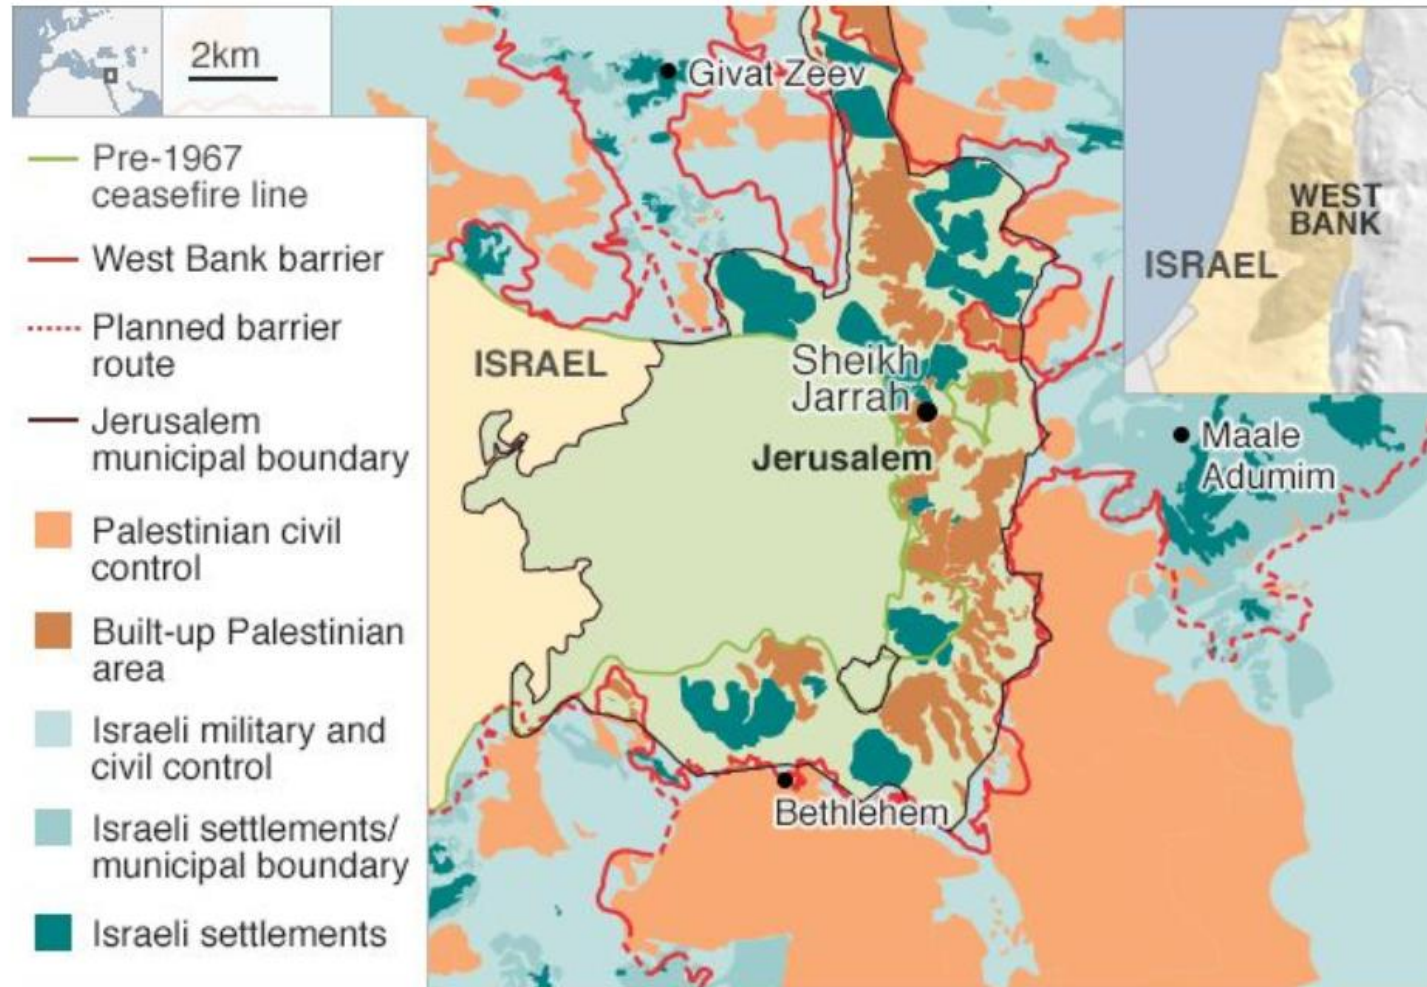 2km
Pre-1967
ceasefire line
West Bank barrier
Planned barrier
route
Jerusalem
municipal boundary
Palestinian civil
control
Built-up Palestinian
area
Israeli military and
civil control
Israeli settlements/
municipal boundary
Israeli settlements
Givat Zeev
ISRAEL
Sheikh
Jarrah
Jerusalem
Maale
Adumim
Bethlehem
WEST
BANK
ISRAEL